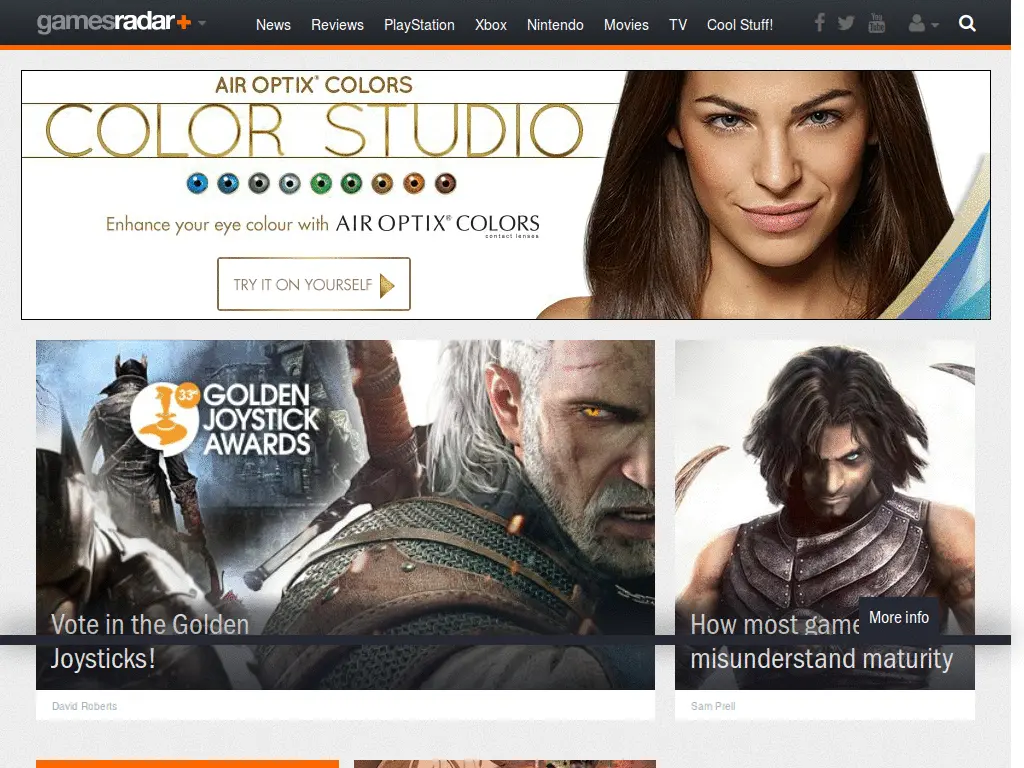 gamesradar+
News Reviews PlayStation Xbox Nintendo Movies TV Cool Stuff!
You
Tube
AIR OPTIX® COLORS
COLOR STUDIO
Enhance your eye colour with AIR OPTIX® COLORS
contact lenses
TRY IT ON YOURSELF
33rd
GOLDEN
JOYSTICK
AWARDS
Vote in the Golden
Joysticks!
David Roberts
How most game
More info
misunderstand maturity
Sam Prell